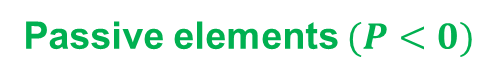 Passive elements (P < 0)